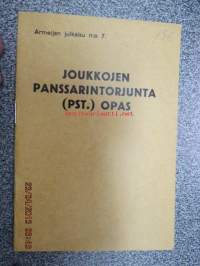 Armeijan julkaisu n:o 7.
JOUKKOJEN
PANSSARINTORJUNTA
(PST.) OPAS